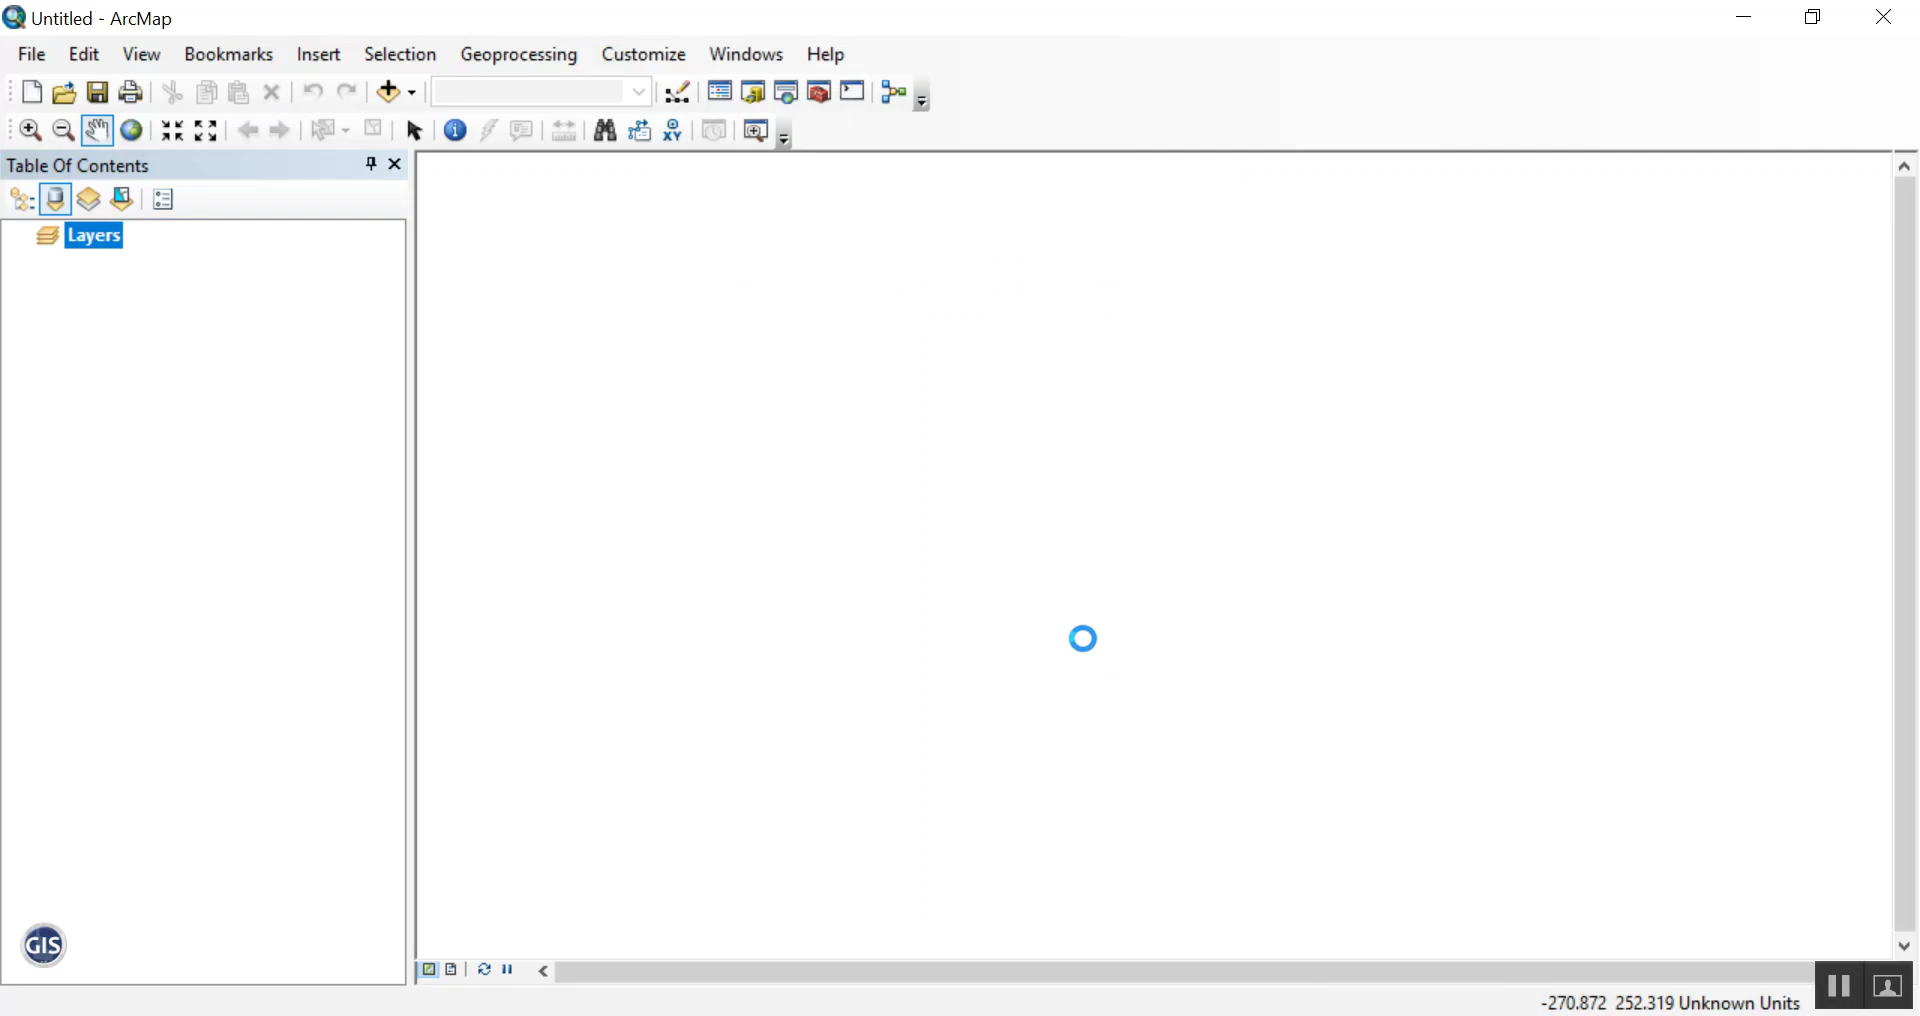 Untitled - ArcMap
File Edit View Bookmarks Insert Selection Geoprocessing Customize Windows Help
XY
Table Of Contents
Layers
GIS
-270.872 252.319 Unknown Units